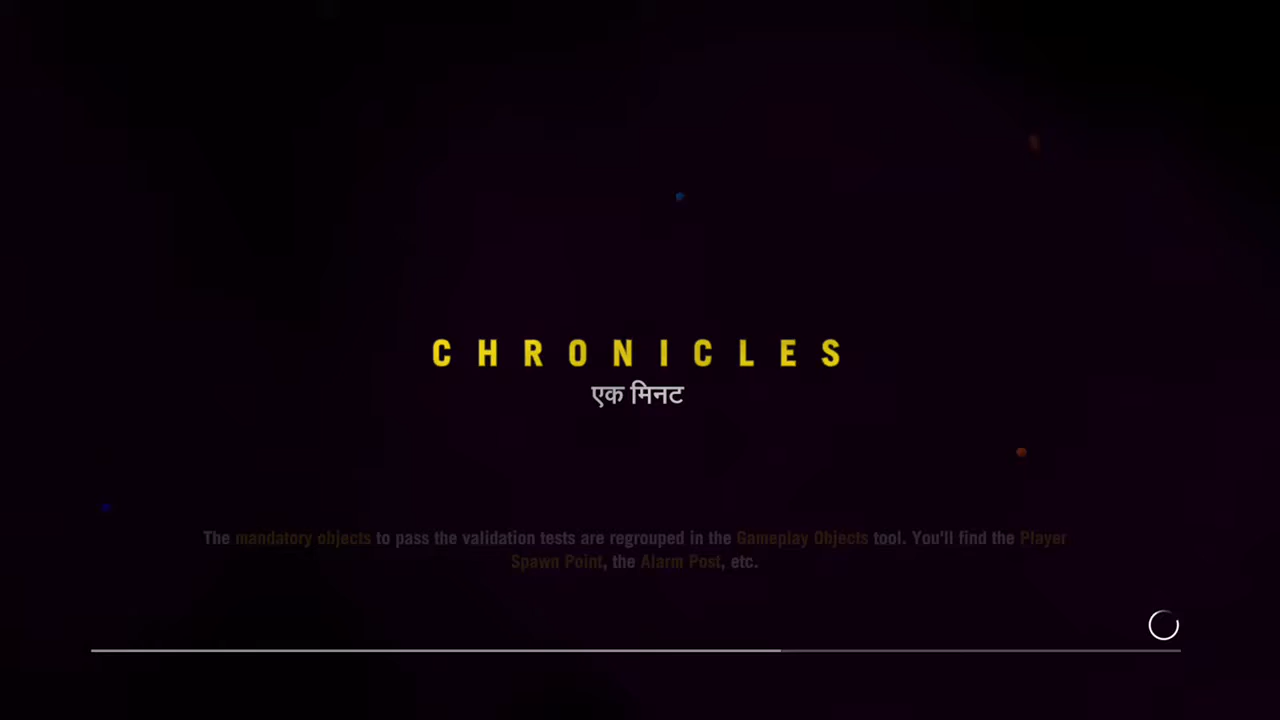 CHRONICLES
एक मिनट
The mandatory objects to pass the validation tests are regrouped in the Gameplay Objects tool. You'll find the Player
Spawn Point, the Alarm Post, etc.